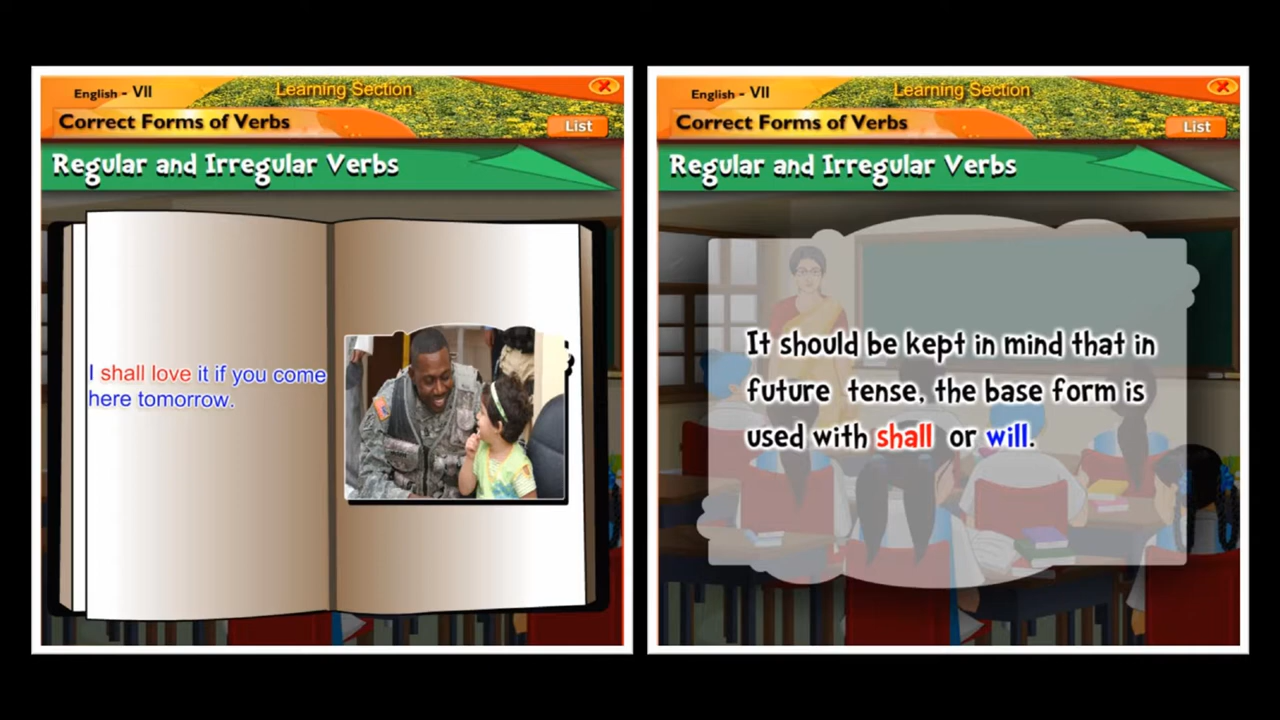 English - VII
Learning Section
Correct Forms of Verbs
List
Regular and Irregular Verbs
I shall love it if you come
here tomorrow.
English - VII
Learning Section
Correct Forms of Verbs
List
Regular and Irregular Verbs
It should be kept in mind that in
future tense, the base form is
used with shall or will.